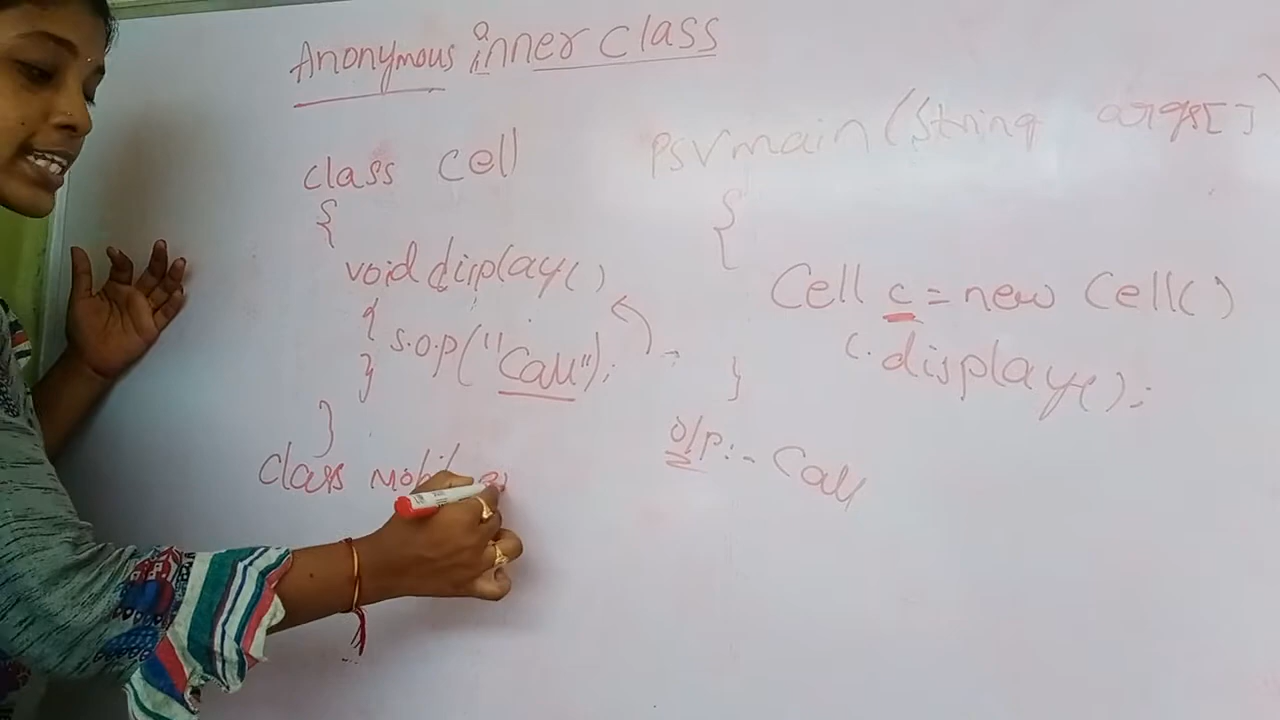 Anonymous inner class
class Cell
{
void display()
{ s.o.p("Call");
}
}
class Mobile
psvmain(String args[])
{
Cell c = new Cell()
c.display();
}
o/p:- Call